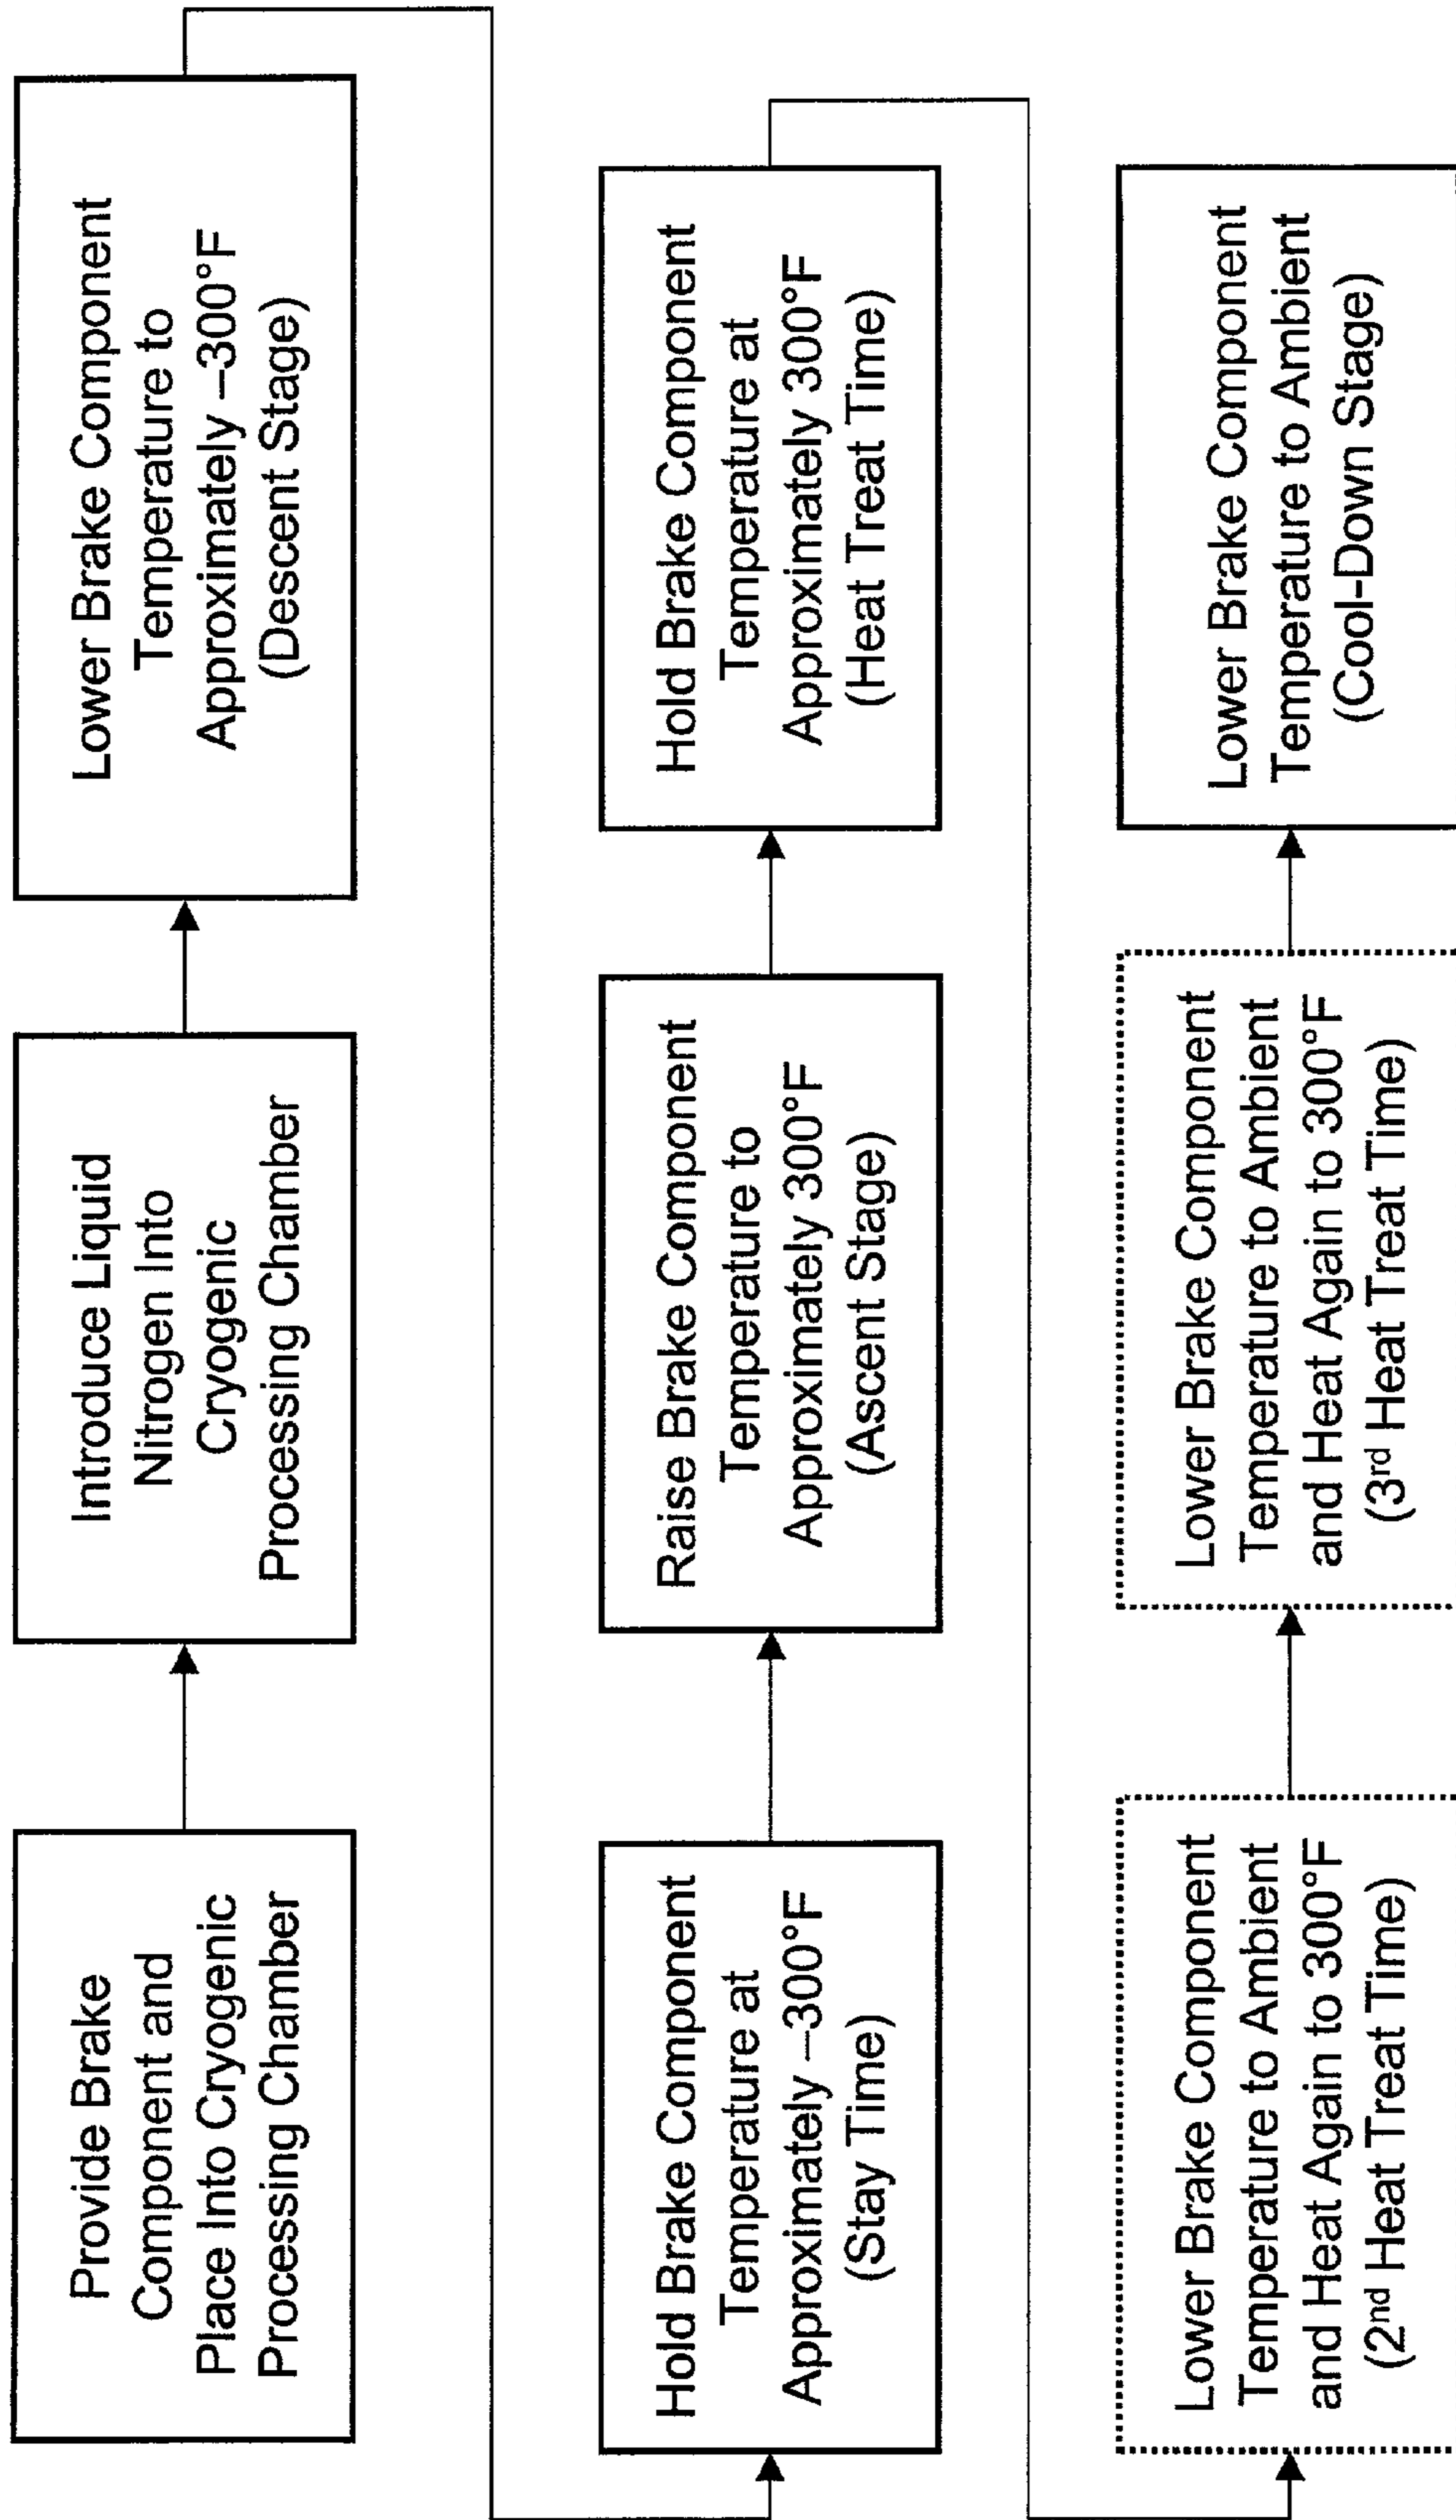 Provide Brake
Component and
Place Into Cryogenic
Processing Chamber
Introduce Liquid
Nitrogen Into
Cryogenic
Processing Chamber
Lower Brake Component
Temperature to
Approximately –300°F
(Descent Stage)
Hold Brake Component
Temperature at
Approximately –300°F
(Stay Time)
Raise Brake Component
Temperature to
Approximately 300°F
(Ascent Stage)
Hold Brake Component
Temperature at
Approximately 300°F
(Heat Treat Time)
Lower Brake Component
Temperature to Ambient
and Heat Again to 300°F
(2nd Heat Treat Time)
Lower Brake Component
Temperature to Ambient
and Heat Again to 300°F
(3rd Heat Treat Time)
Lower Brake Component
Temperature to Ambient
(Cool-Down Stage)